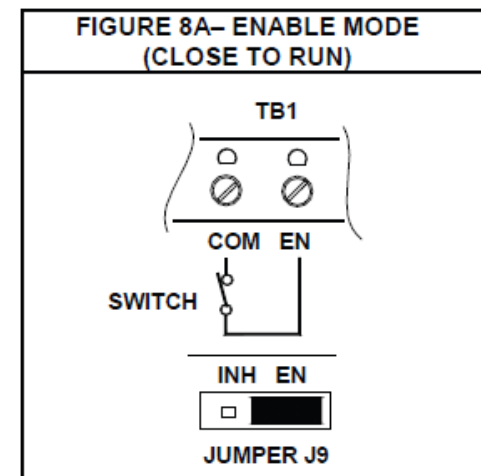 FIGURE 8A– ENABLE MODE
(CLOSE TO RUN)
TB1
COM EN
SWITCH
INH EN
JUMPER J9